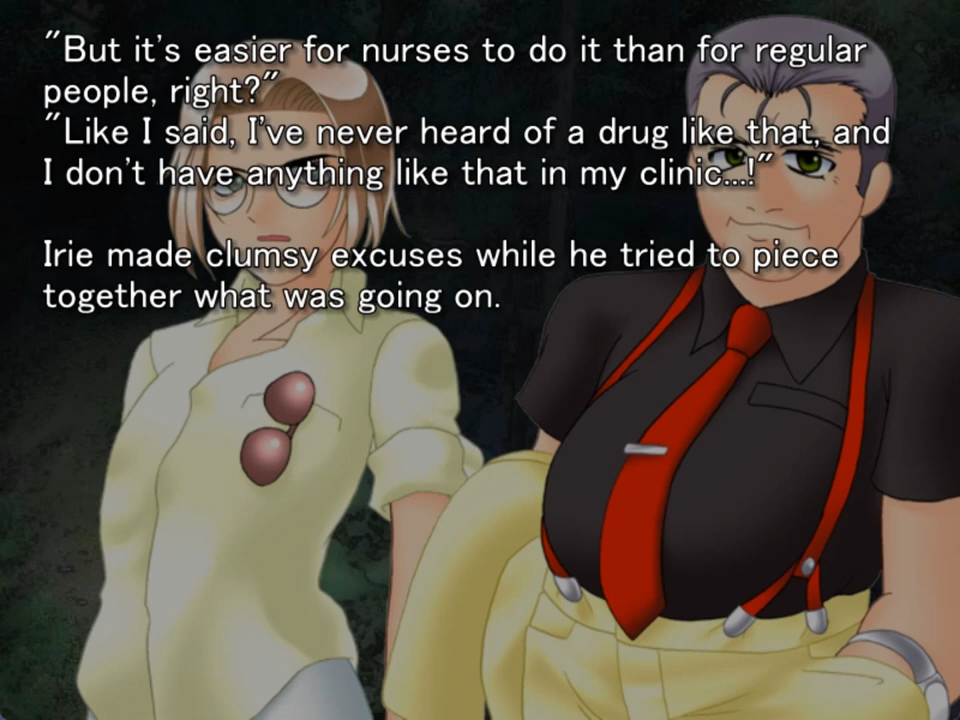 "But it's easier for nurses to do it than for regular
people, right?"
"Like I said, I've never heard of a drug like that, and
I don't have anything like that in my clinic...!"
Irie made clumsy excuses while he tried to piece
together what was going on.